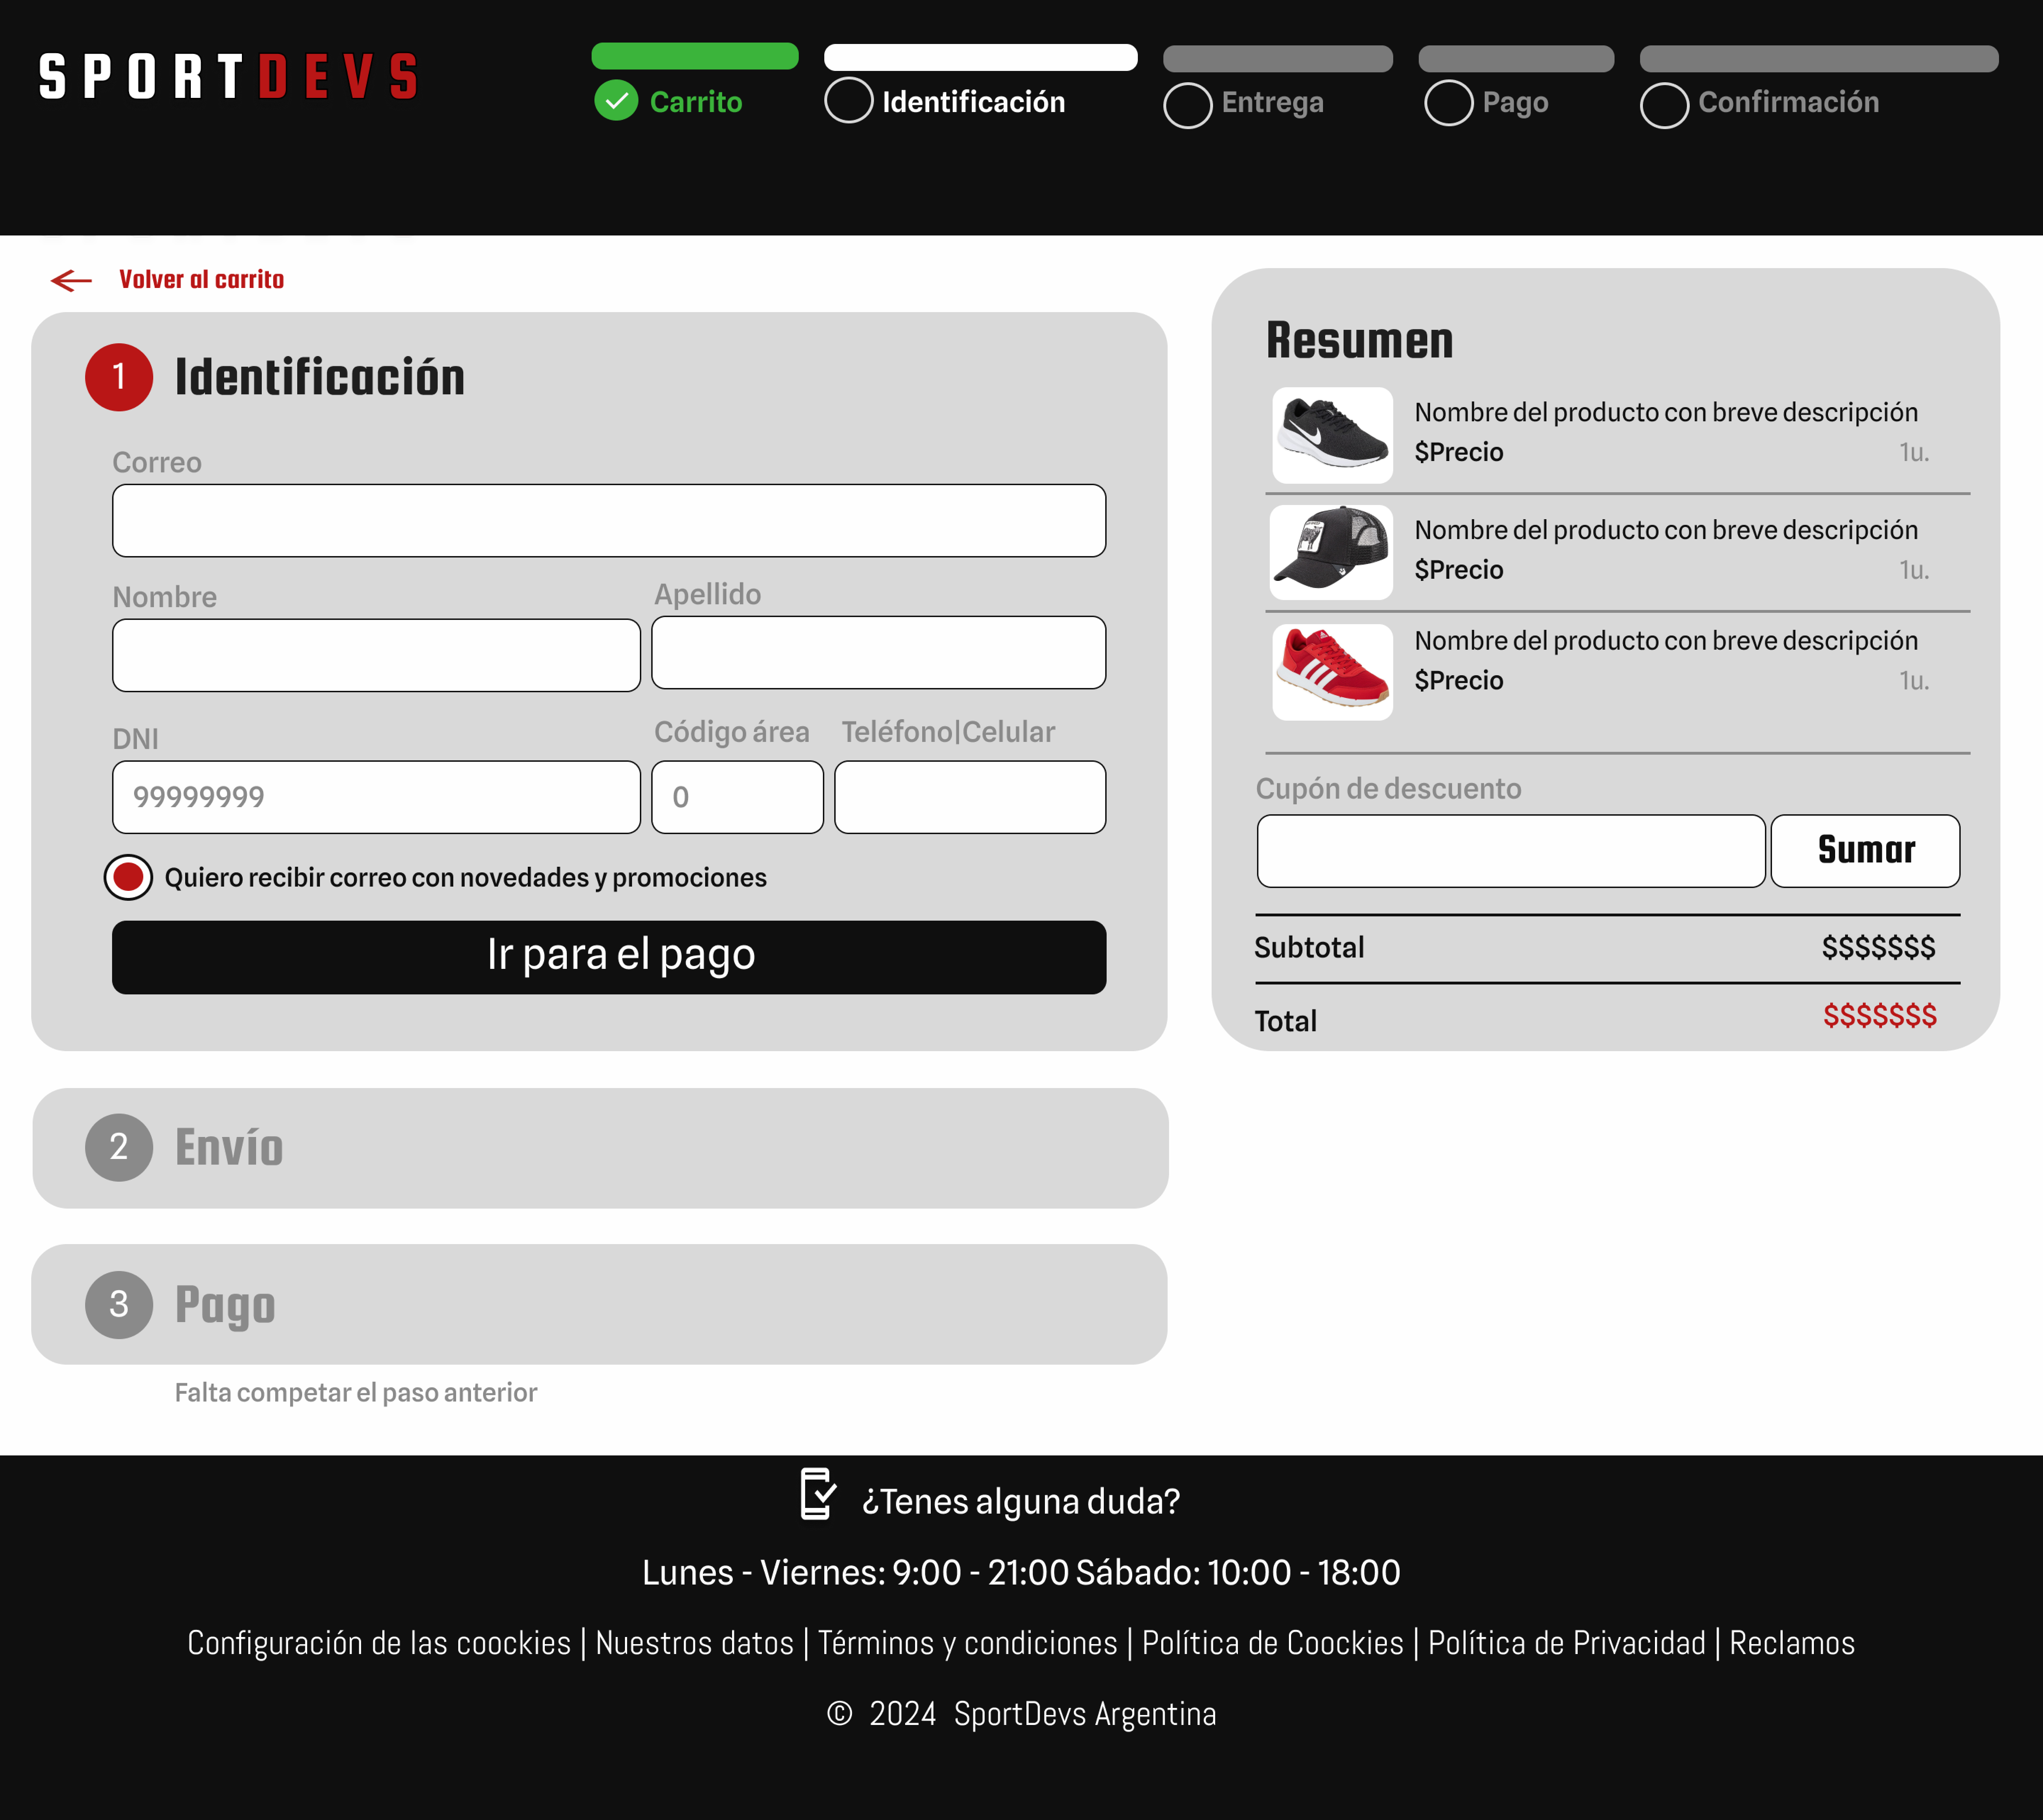 SPORTDEVS
Carrito
Identificación
Entrega
Pago
Confirmación
Volver al carrito
1 Identificación
Correo
Nombre
Apellido
DNI
99999999
Código área
0
Teléfono|Celular
Quiero recibir correo con novedades y promociones
Ir para el pago
2 Envío
3 Pago
Falta competar el paso anterior
Resumen
Nombre del producto con breve descripción
$Precio 1u.
Nombre del producto con breve descripción
$Precio 1u.
Nombre del producto con breve descripción
$Precio 1u.
Cupón de descuento
Sumar
Subtotal $$$$$$$
Total $$$$$$$
¿Tenes alguna duda?
Lunes - Viernes: 9:00 - 21:00 Sábado: 10:00 - 18:00
Configuración de las coockies | Nuestros datos | Términos y condiciones | Política de Coockies | Política de Privacidad | Reclamos
© 2024 SportDevs Argentina